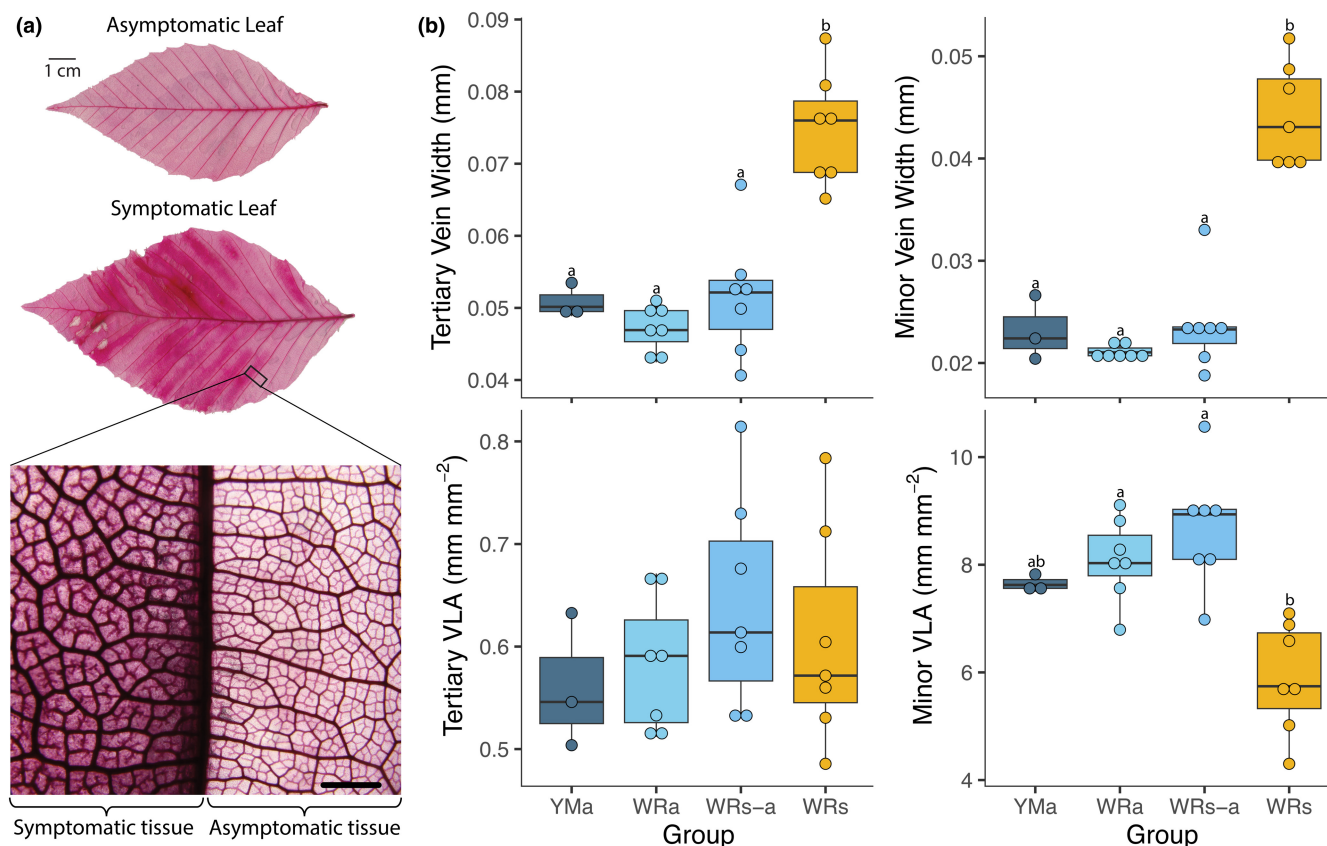 (a)
Asymptomatic Leaf
1 cm
Symptomatic Leaf
Symptomatic tissue
Asymptomatic tissue
(b)
Tertiary Vein Width (mm)
0.09
0.08
0.07
0.06
0.05
0.04
a
a
a
b
Minor Vein Width (mm)
0.05
0.04
0.03
0.02
a
a
a
b
Tertiary VLA (mm mm⁻²)
0.8
0.7
0.6
0.5
YMa
WRa
WRs−a
WRs
Group
Minor VLA (mm mm⁻²)
10
8
6
4
ab
a
a
b
YMa
WRa
WRs−a
WRs
Group